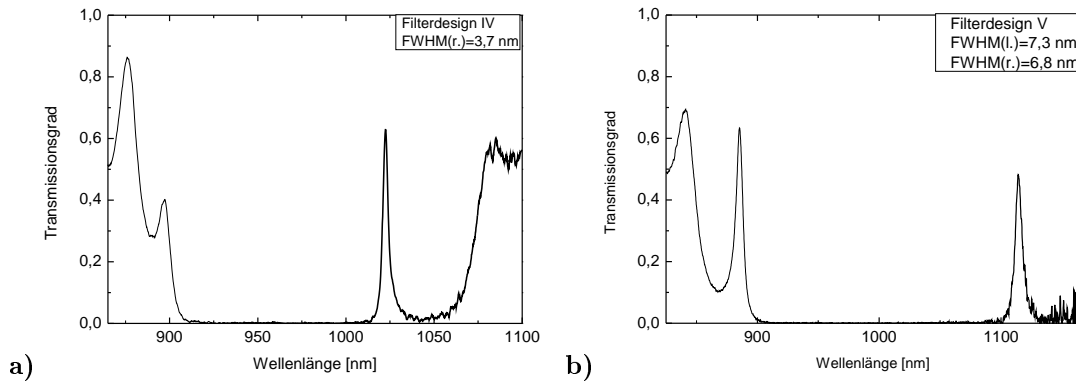 1,0
0,8
0,6
0,4
0,2
0,0
Transmissionsgrad
Filterdesign IV
FWHM(r.)=3,7 nm
900 950 1000 1050 1100
Wellenlänge [nm]
a)
1,0
0,8
0,6
0,4
0,2
0,0
Transmissionsgrad
Filterdesign V
FWHM(l.)=7,3 nm
FWHM(r.)=6,8 nm
900 1000 1100
Wellenlänge [nm]
b)